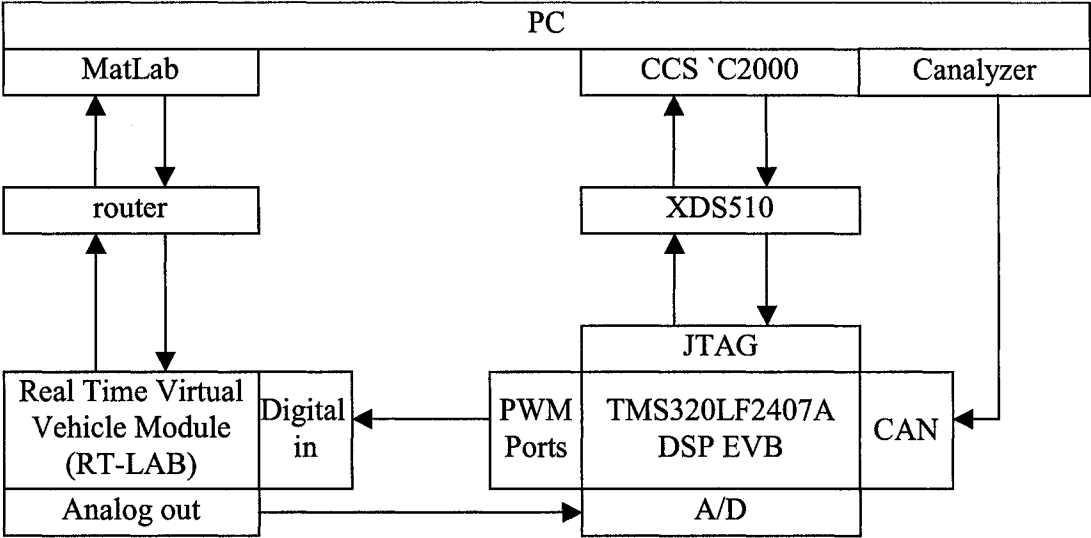 PC
MatLab
CCS `C2000
Canalyzer
router
XDS510
JTAG
Real Time Virtual
Vehicle Module
(RT-LAB)
Digital
in
PWM
Ports
TMS320LF2407A
DSP EVB
CAN
Analog out
A/D